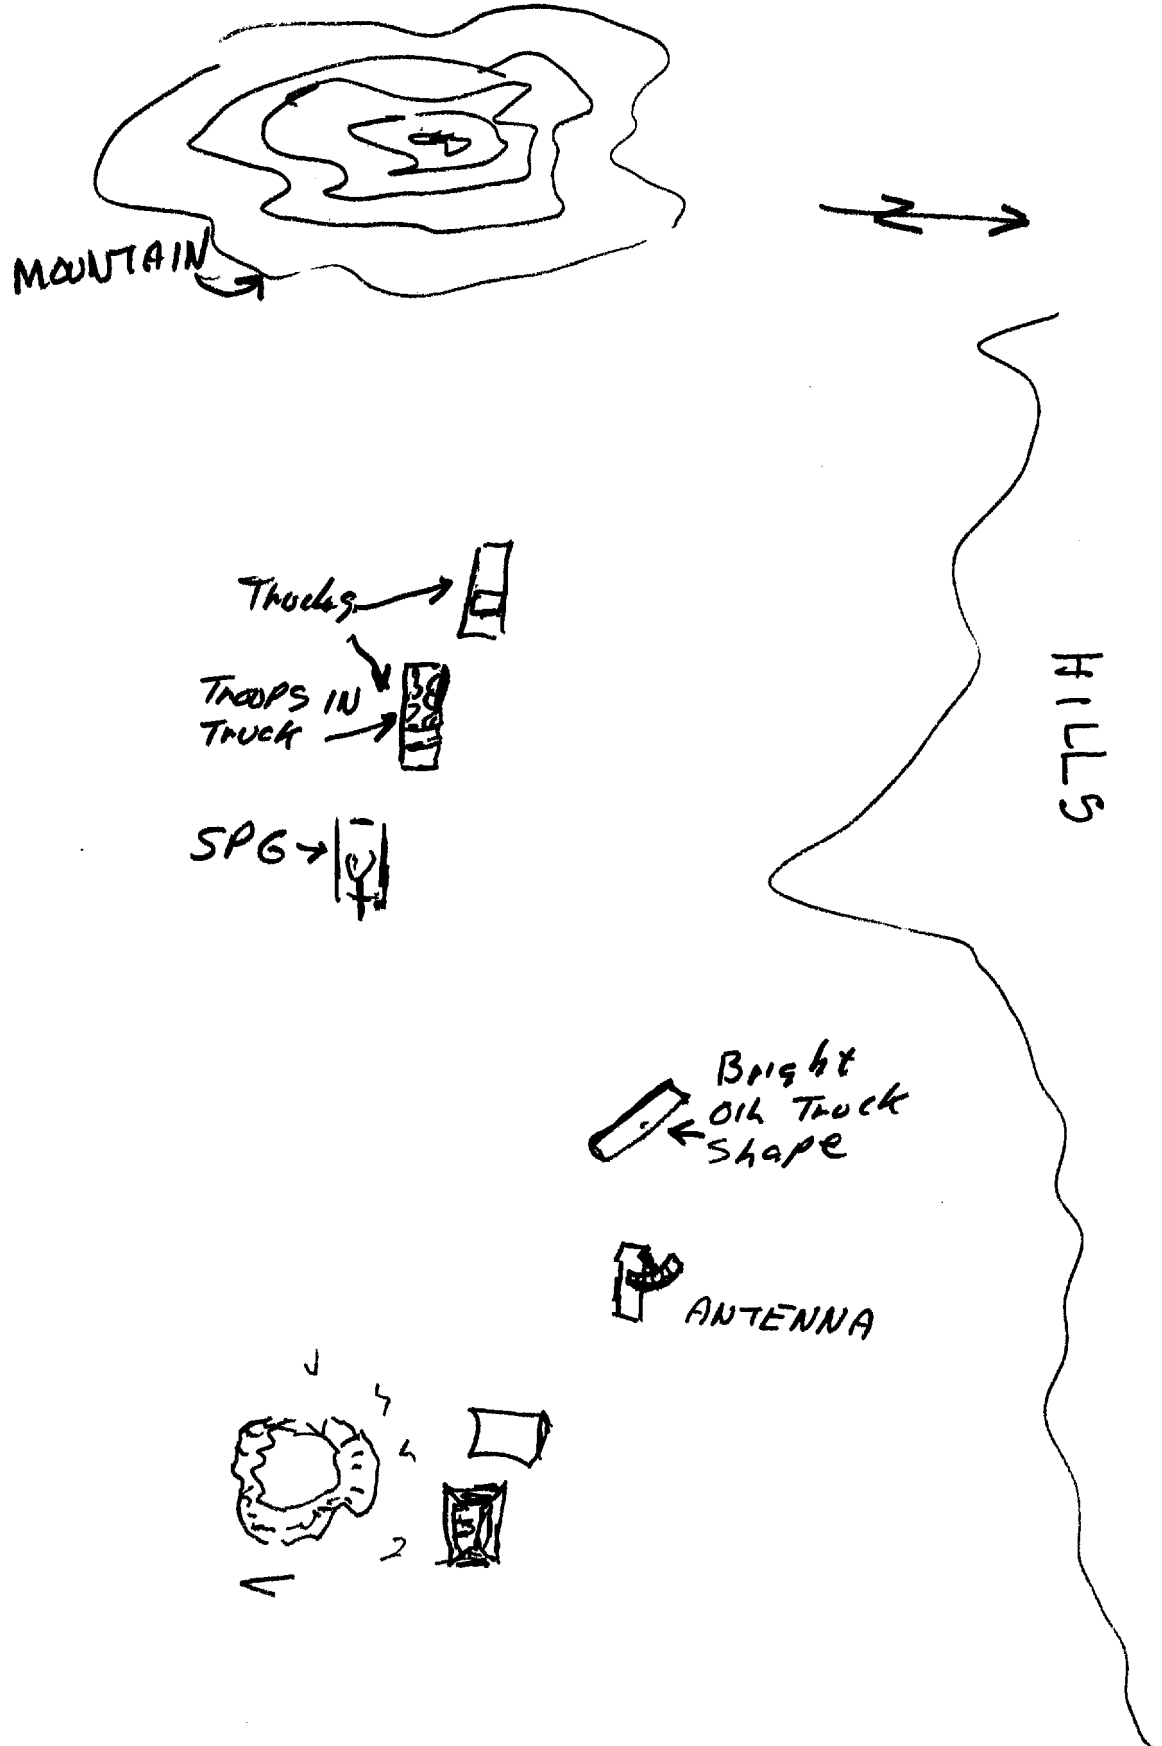 MOUNTAIN
Trucks
TROOPS IN
TRUCK
SPG
HILLS
Bright
OIL TRUCK
Shape
ANTENNA